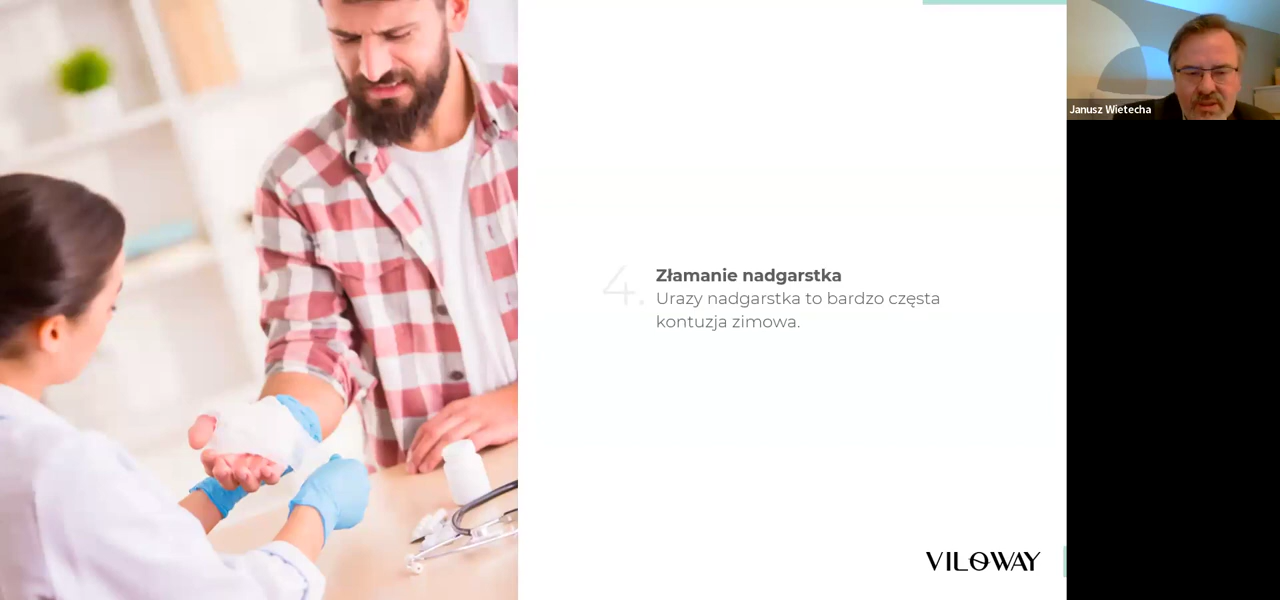 4.
Złamanie nadgarstka
Urazy nadgarstka to bardzo częsta
kontuzja zimowa.
VILOWAY
Janusz Wietecha